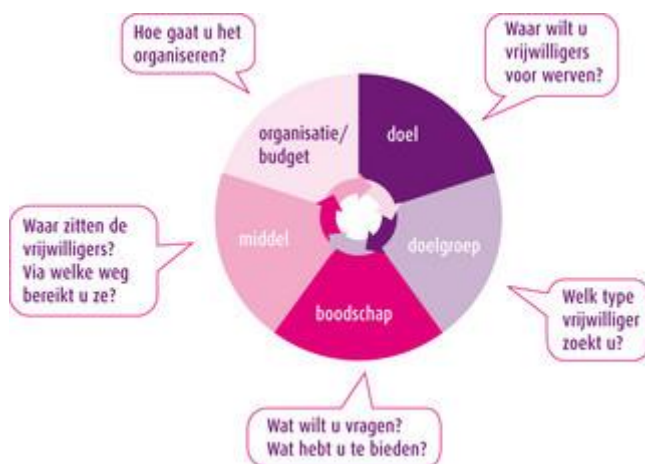 Hoe gaat u het
organiseren?
Waar wilt u
vrijwilligers
voor werven?
organisatie/
budget
doel
Waar zitten de
vrijwilligers?
Via welke weg
bereikt u ze?
middel
doelgroep
boodschap
Welk type
vrijwilliger
zoekt u?
Wat wilt u vragen?
Wat hebt u te bieden?